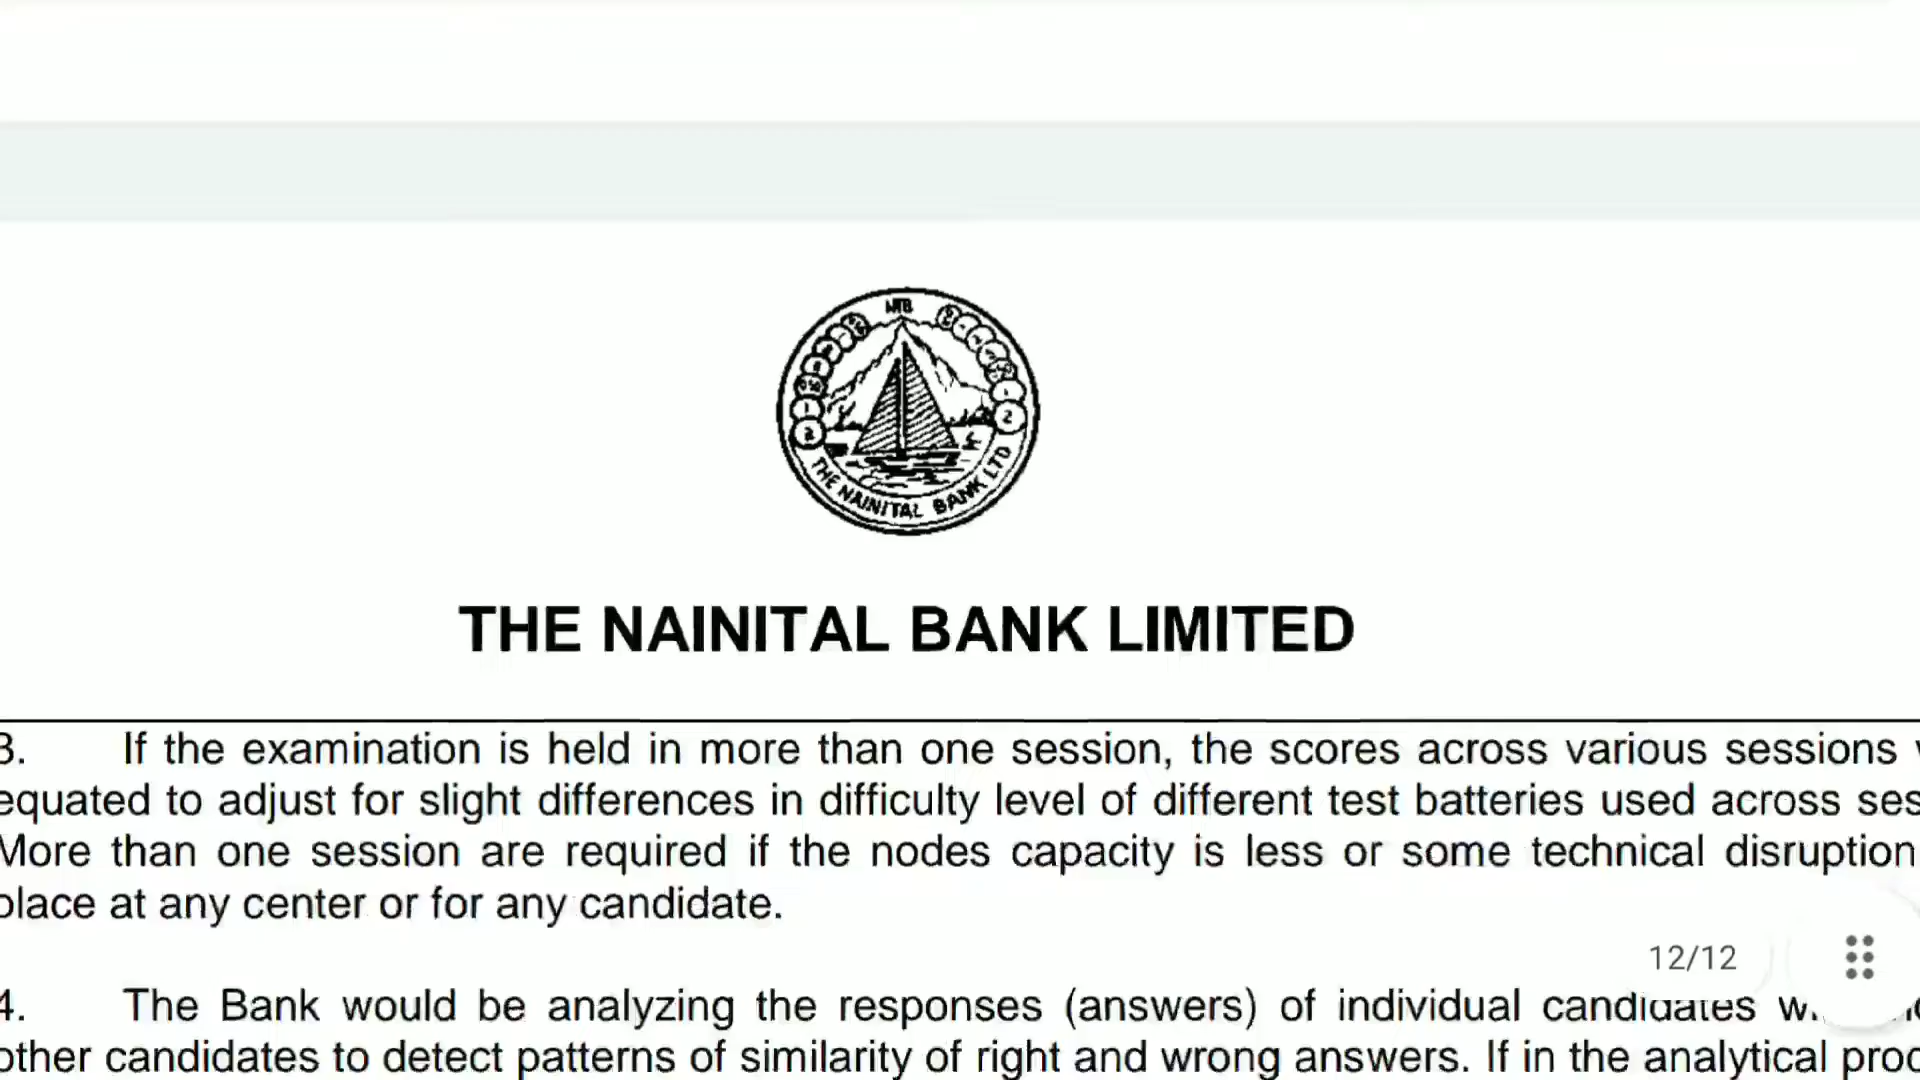 NTB
THE NAINITAL BANK LTD
THE NAINITAL BANK LIMITED
3. If the examination is held in more than one session, the scores across various sessions
equated to adjust for slight differences in difficulty level of different test batteries used across
More than one session are required if the nodes capacity is less or some technical disruption
place at any center or for any candidate.
12/12
4. The Bank would be analyzing the responses (answers) of individual candidates
other candidates to detect patterns of similarity of right and wrong answers. If in the analytical